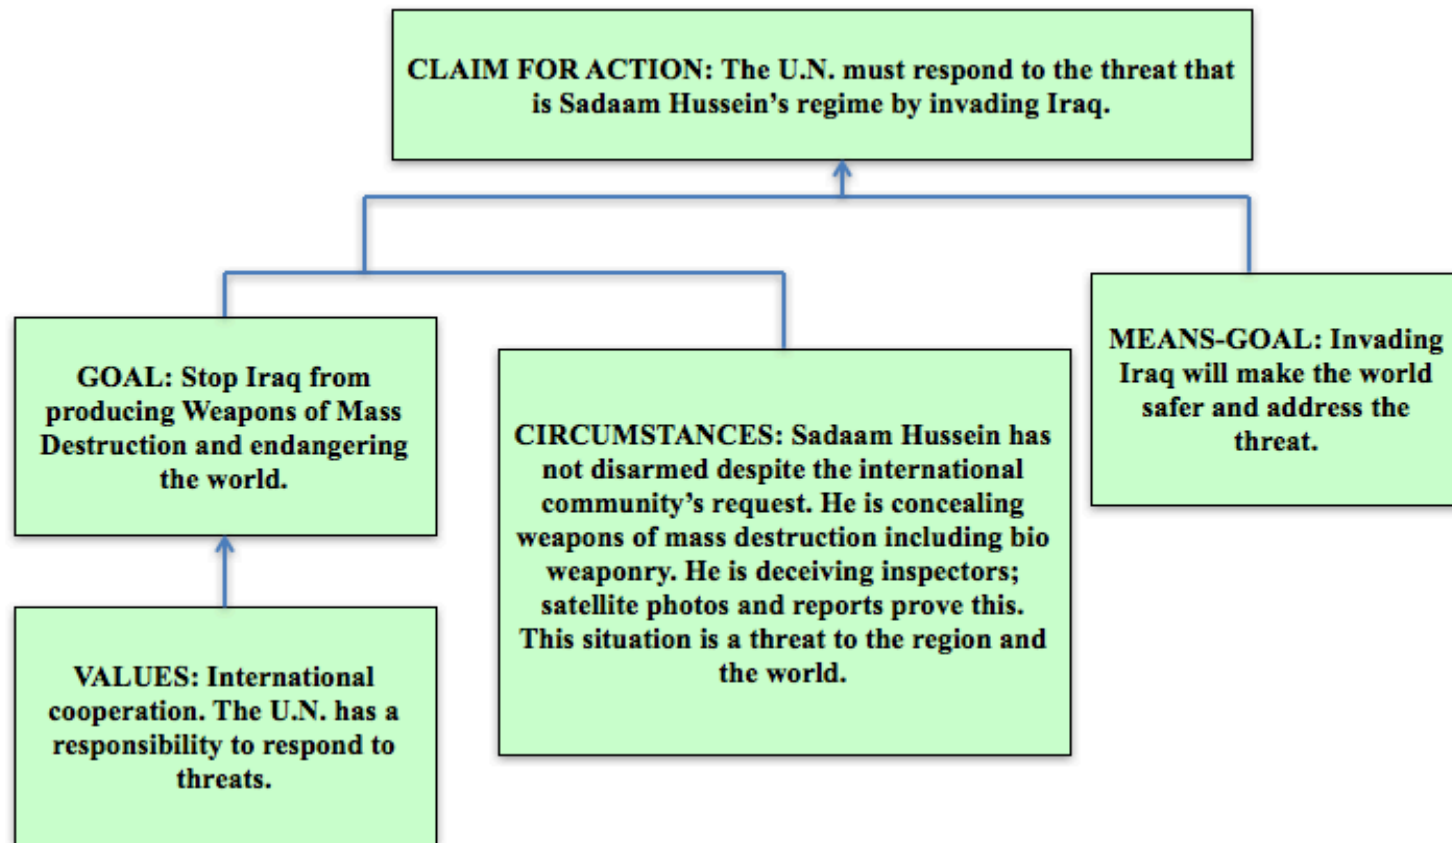 CLAIM FOR ACTION: The U.N. must respond to the threat that
is Sadaam Hussein’s regime by invading Iraq.
GOAL: Stop Iraq from
producing Weapons of Mass
Destruction and endangering
the world.
CIRCUMSTANCES: Sadaam Hussein has
not disarmed despite the international
community’s request. He is concealing
weapons of mass destruction including bio
weaponry. He is deceiving inspectors;
satellite photos and reports prove this.
This situation is a threat to the region and
the world.
MEANS-GOAL: Invading
Iraq will make the world
safer and address the
threat.
VALUES: International
cooperation. The U.N. has a
responsibility to respond to
threats.